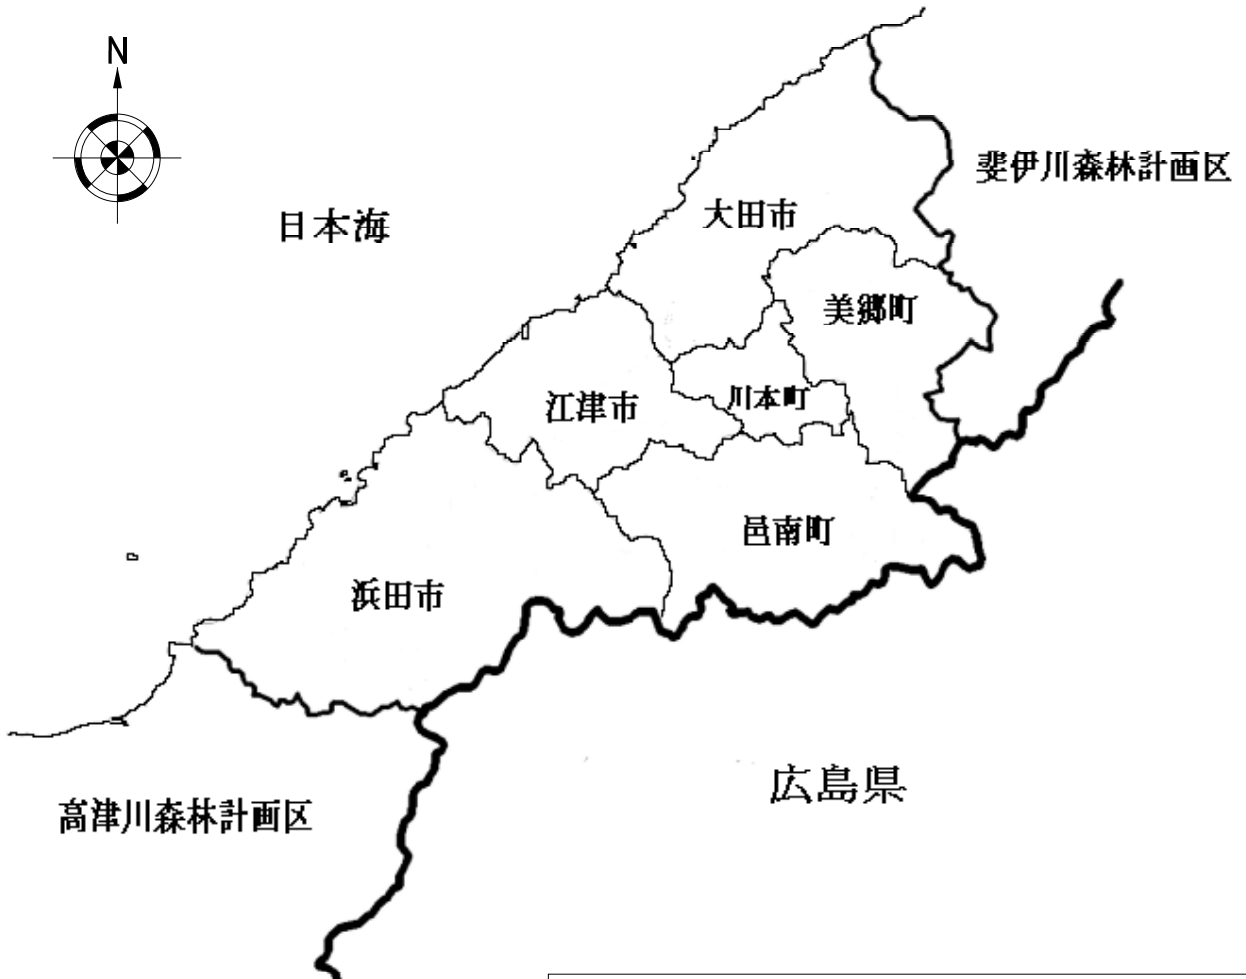 N
斐伊川森林計画区
大田市
日本海
美郷町
川本町
江津市
邑南町
浜田市
広島県
高津川森林計画区